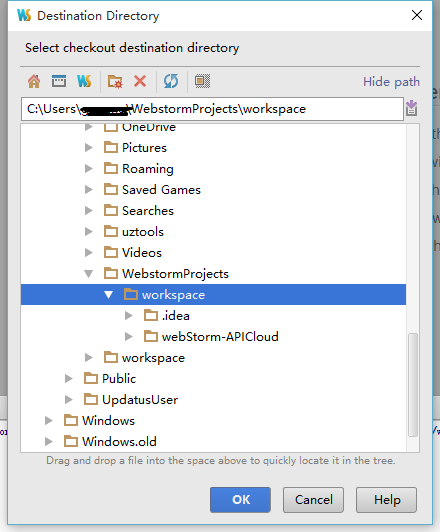 Destination Directory
Select checkout destination directory
Hide path
C:\Users\ \WebstormProjects\workspace
OneDrive
Pictures
Roaming
Saved Games
Searches
uztools
Videos
WebstormProjects
workspace
.idea
webStorm-APICloud
workspace
Public
UpdatusUser
Windows
Windows.old
Drag and drop a file into the space above to quickly locate it in the tree.
OK
Cancel
Help